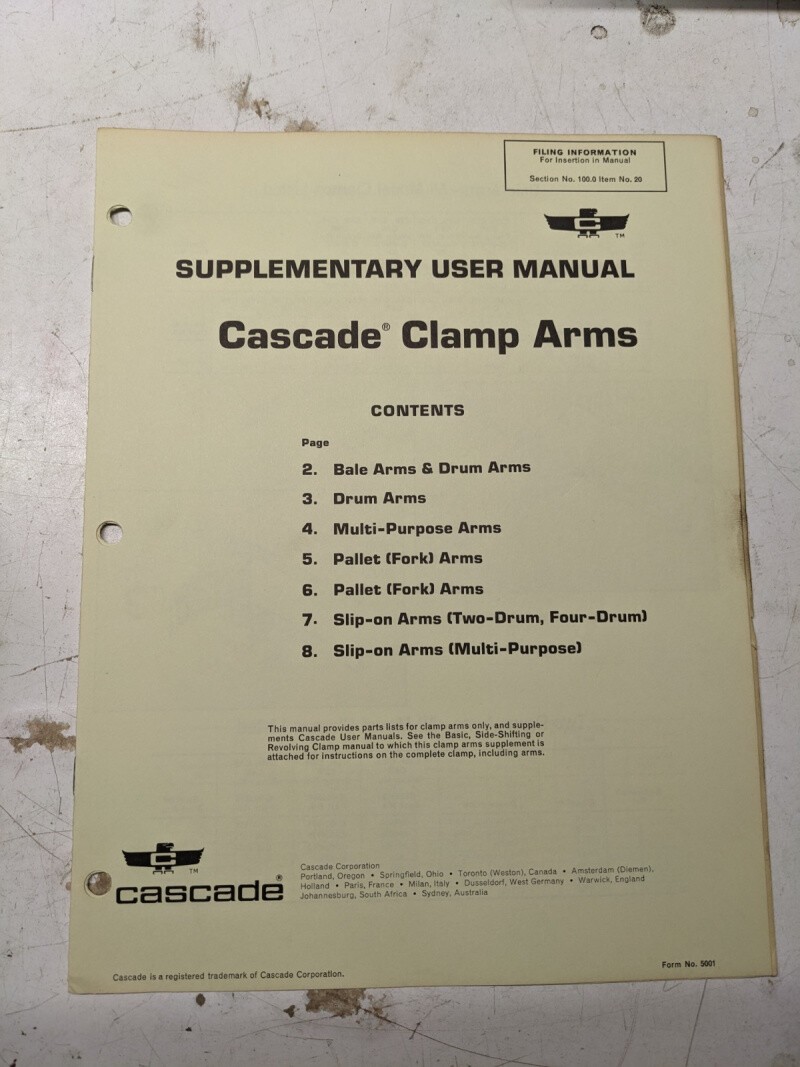 FILING INFORMATION
For Insertion in Manual
Section No. 100.0 Item No. 20
C
TM
SUPPLEMENTARY USER MANUAL
Cascade® Clamp Arms
CONTENTS
Page
2. Bale Arms & Drum Arms
3. Drum Arms
4. Multi-Purpose Arms
5. Pallet (Fork) Arms
6. Pallet (Fork) Arms
7. Slip-on Arms (Two-Drum, Four-Drum)
8. Slip-on Arms (Multi-Purpose)
This manual provides parts lists for clamp arms only, and supple-
ments Cascade User Manuals. See the Basic, Side-Shifting or
Revolving Clamp manual to which this clamp arms supplement is
attached for instructions on the complete clamp, including arms.
C
TM
cascade®
Cascade Corporation
Portland, Oregon • Springfield, Ohio • Toronto (Weston), Canada • Amsterdam (Diemen),
Holland • Paris, France • Milan, Italy • Dusseldorf, West Germany • Warwick, England
Johannesburg, South Africa • Sydney, Australia
Form No. 5001
Cascade is a registered trademark of Cascade Corporation.